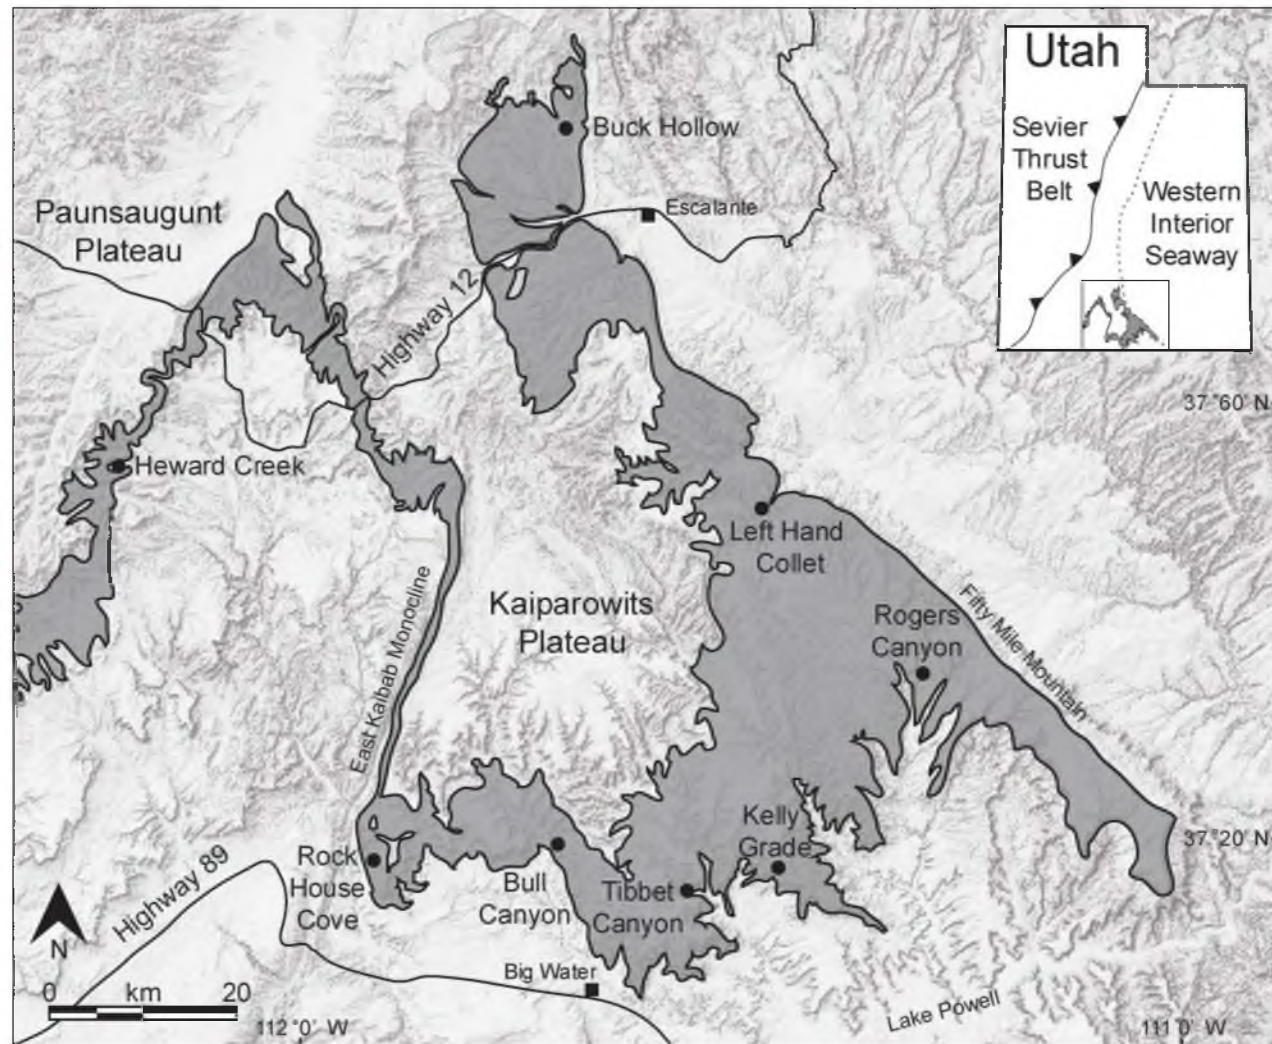 Utah
Sevier
Thrust
Belt
Western
Interior
Seaway
Buck Hollow
Paunsaugunt
Plateau
Escalante
Highway 12
37°60' N
Heward Creek
Left Hand
Collet
East Kaibab Monocline
Kaiparowits
Plateau
Rogers
Canyon
Fifty Mile Mountain
Kelly
Grade
37°20' N
Rock
House
Cove
Bull
Canyon
Tibbet
Canyon
Highway 89
N
Big Water
0 km 20
Lake Powell
112°0' W
111°0' W